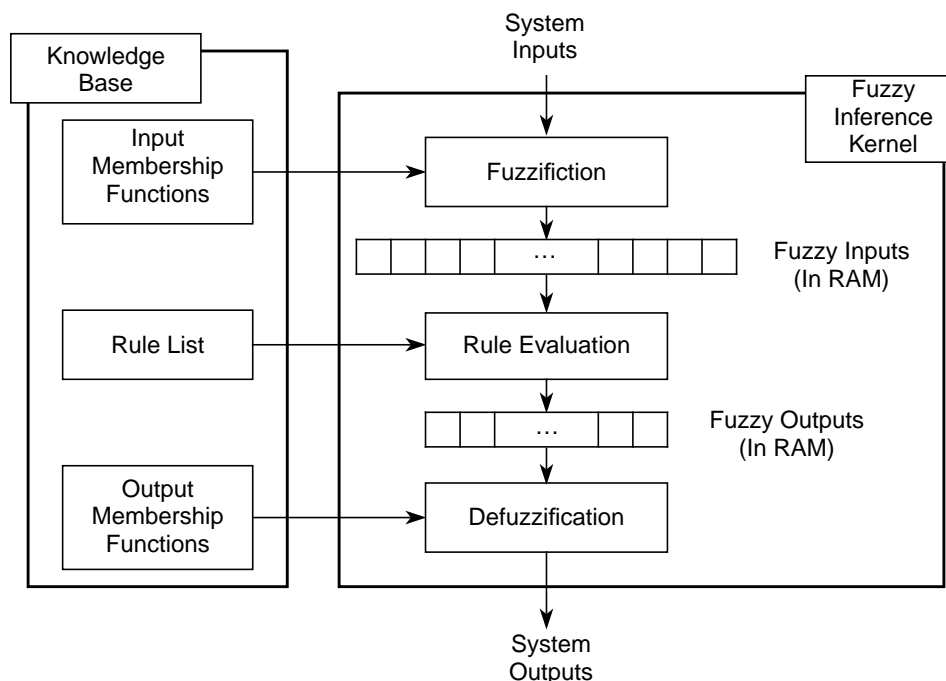 System
Inputs
Knowledge
Base
Fuzzy
Inference
Kernel
Input
Membership
Functions
Fuzzifiction
...
Fuzzy Inputs
(In RAM)
Rule List
Rule Evaluation
...
Fuzzy Outputs
(In RAM)
Output
Membership
Functions
Defuzzification
System
Outputs